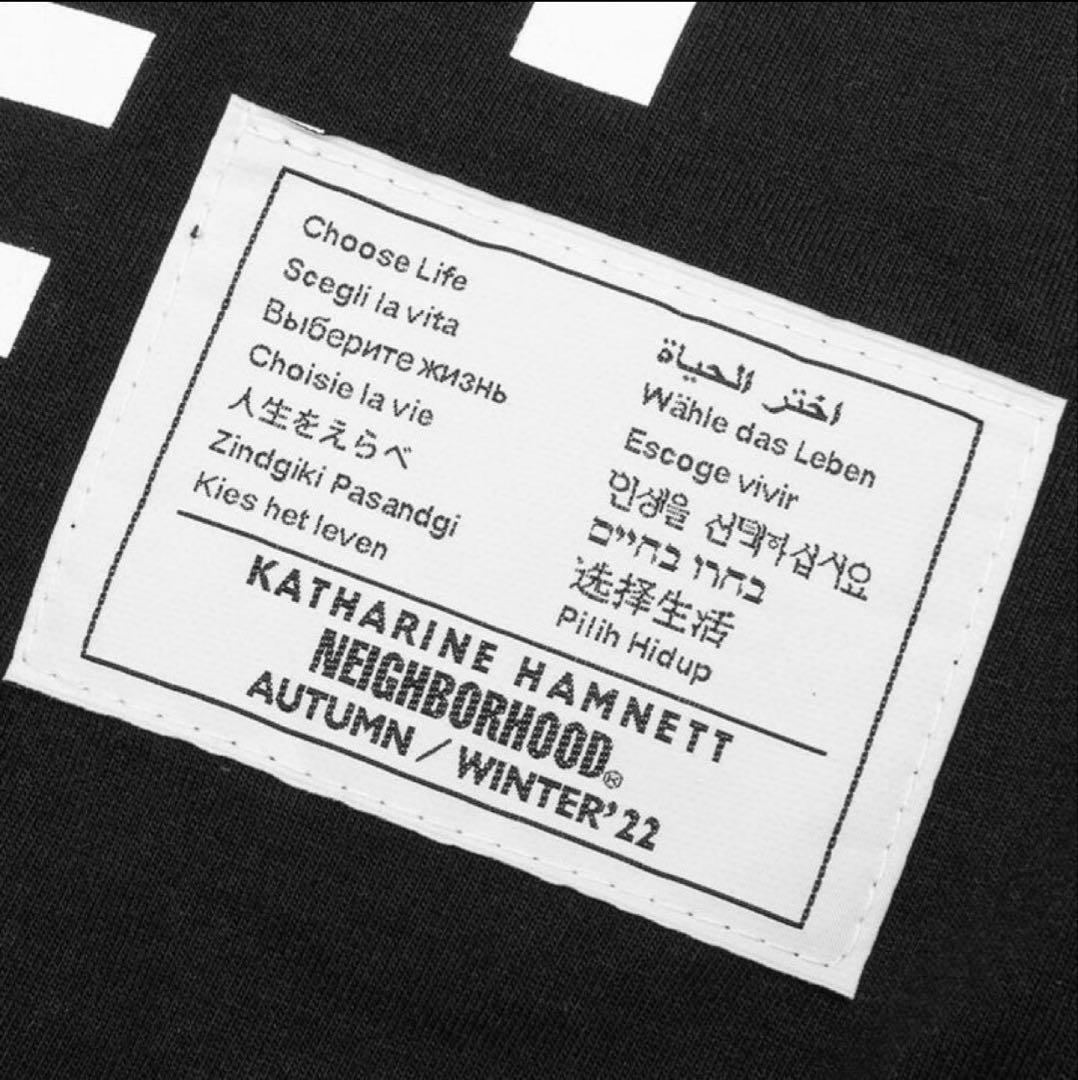 Choose Life
Scegli la vita
Выберите жизнь
Choisie la vie
人生をえらべ
Zindgiki Pasandgi
Kies het leven
اختر الحياة
Wähle das Leben
Escoge vivir
인생을 선택하십시요
בחרו בחיים
选择生活
Pilih Hidup
KATHARINE HAMNETT
NEIGHBORHOOD®
AUTUMN/WINTER'22